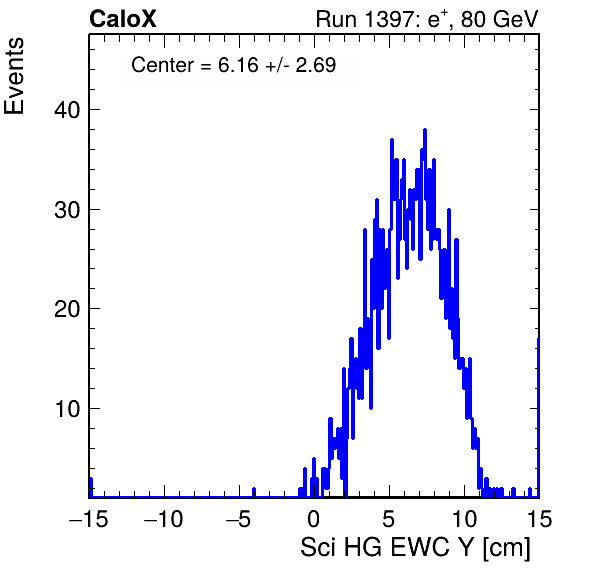 CaloX Run 1397: e⁺, 80 GeV
Center = 6.16 +/- 2.69
Events
40
30
20
10
−15 −10 −5 0 5 10 15
Sci HG EWC Y [cm]